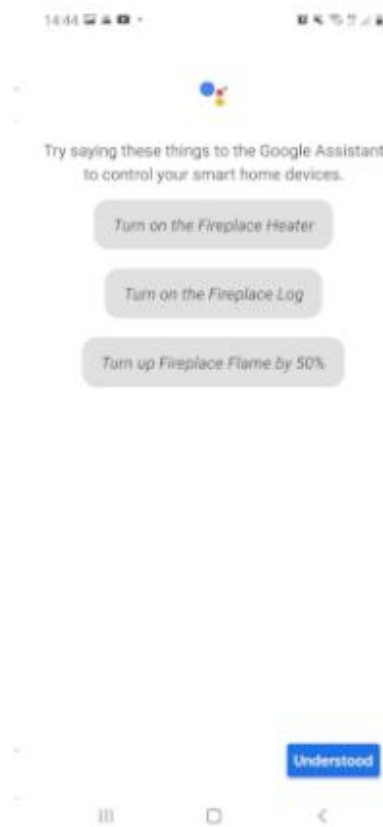 14:44
Try saying these things to the Google Assistant
to control your smart home devices.
Turn on the Fireplace Heater
Turn on the Fireplace Log
Turn up Fireplace Flame by 50%
Understood